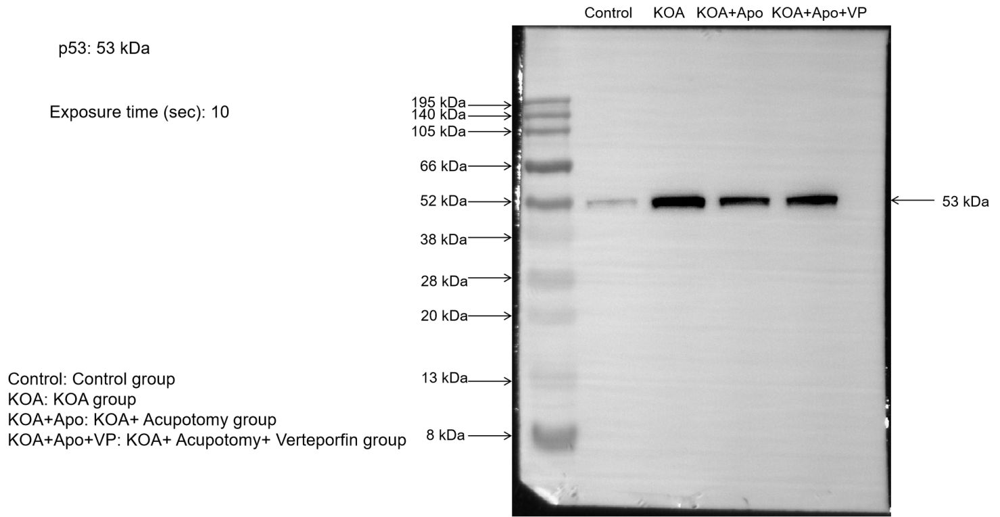 Control KOA KOA+Apo KOA+Apo+VP
p53: 53 kDa
Exposure time (sec): 10
195 kDa
140 kDa
105 kDa
66 kDa
52 kDa
53 kDa
38 kDa
28 kDa
20 kDa
13 kDa
8 kDa
Control: Control group
KOA: KOA group
KOA+Apo: KOA+ Acupotomy group
KOA+Apo+VP: KOA+ Acupotomy+ Verteporfin group